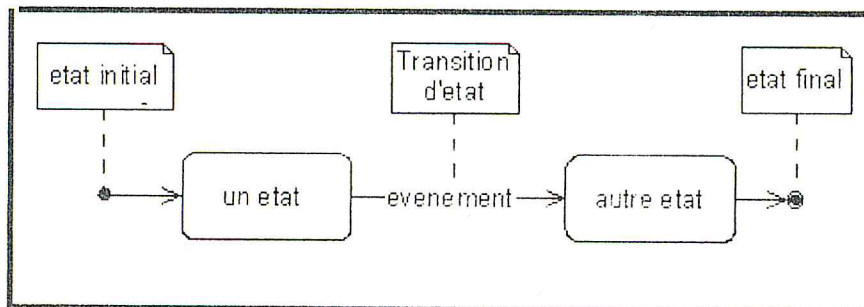 etat initial
Transition
d'etat
etat final
un etat
evenement
autre etat